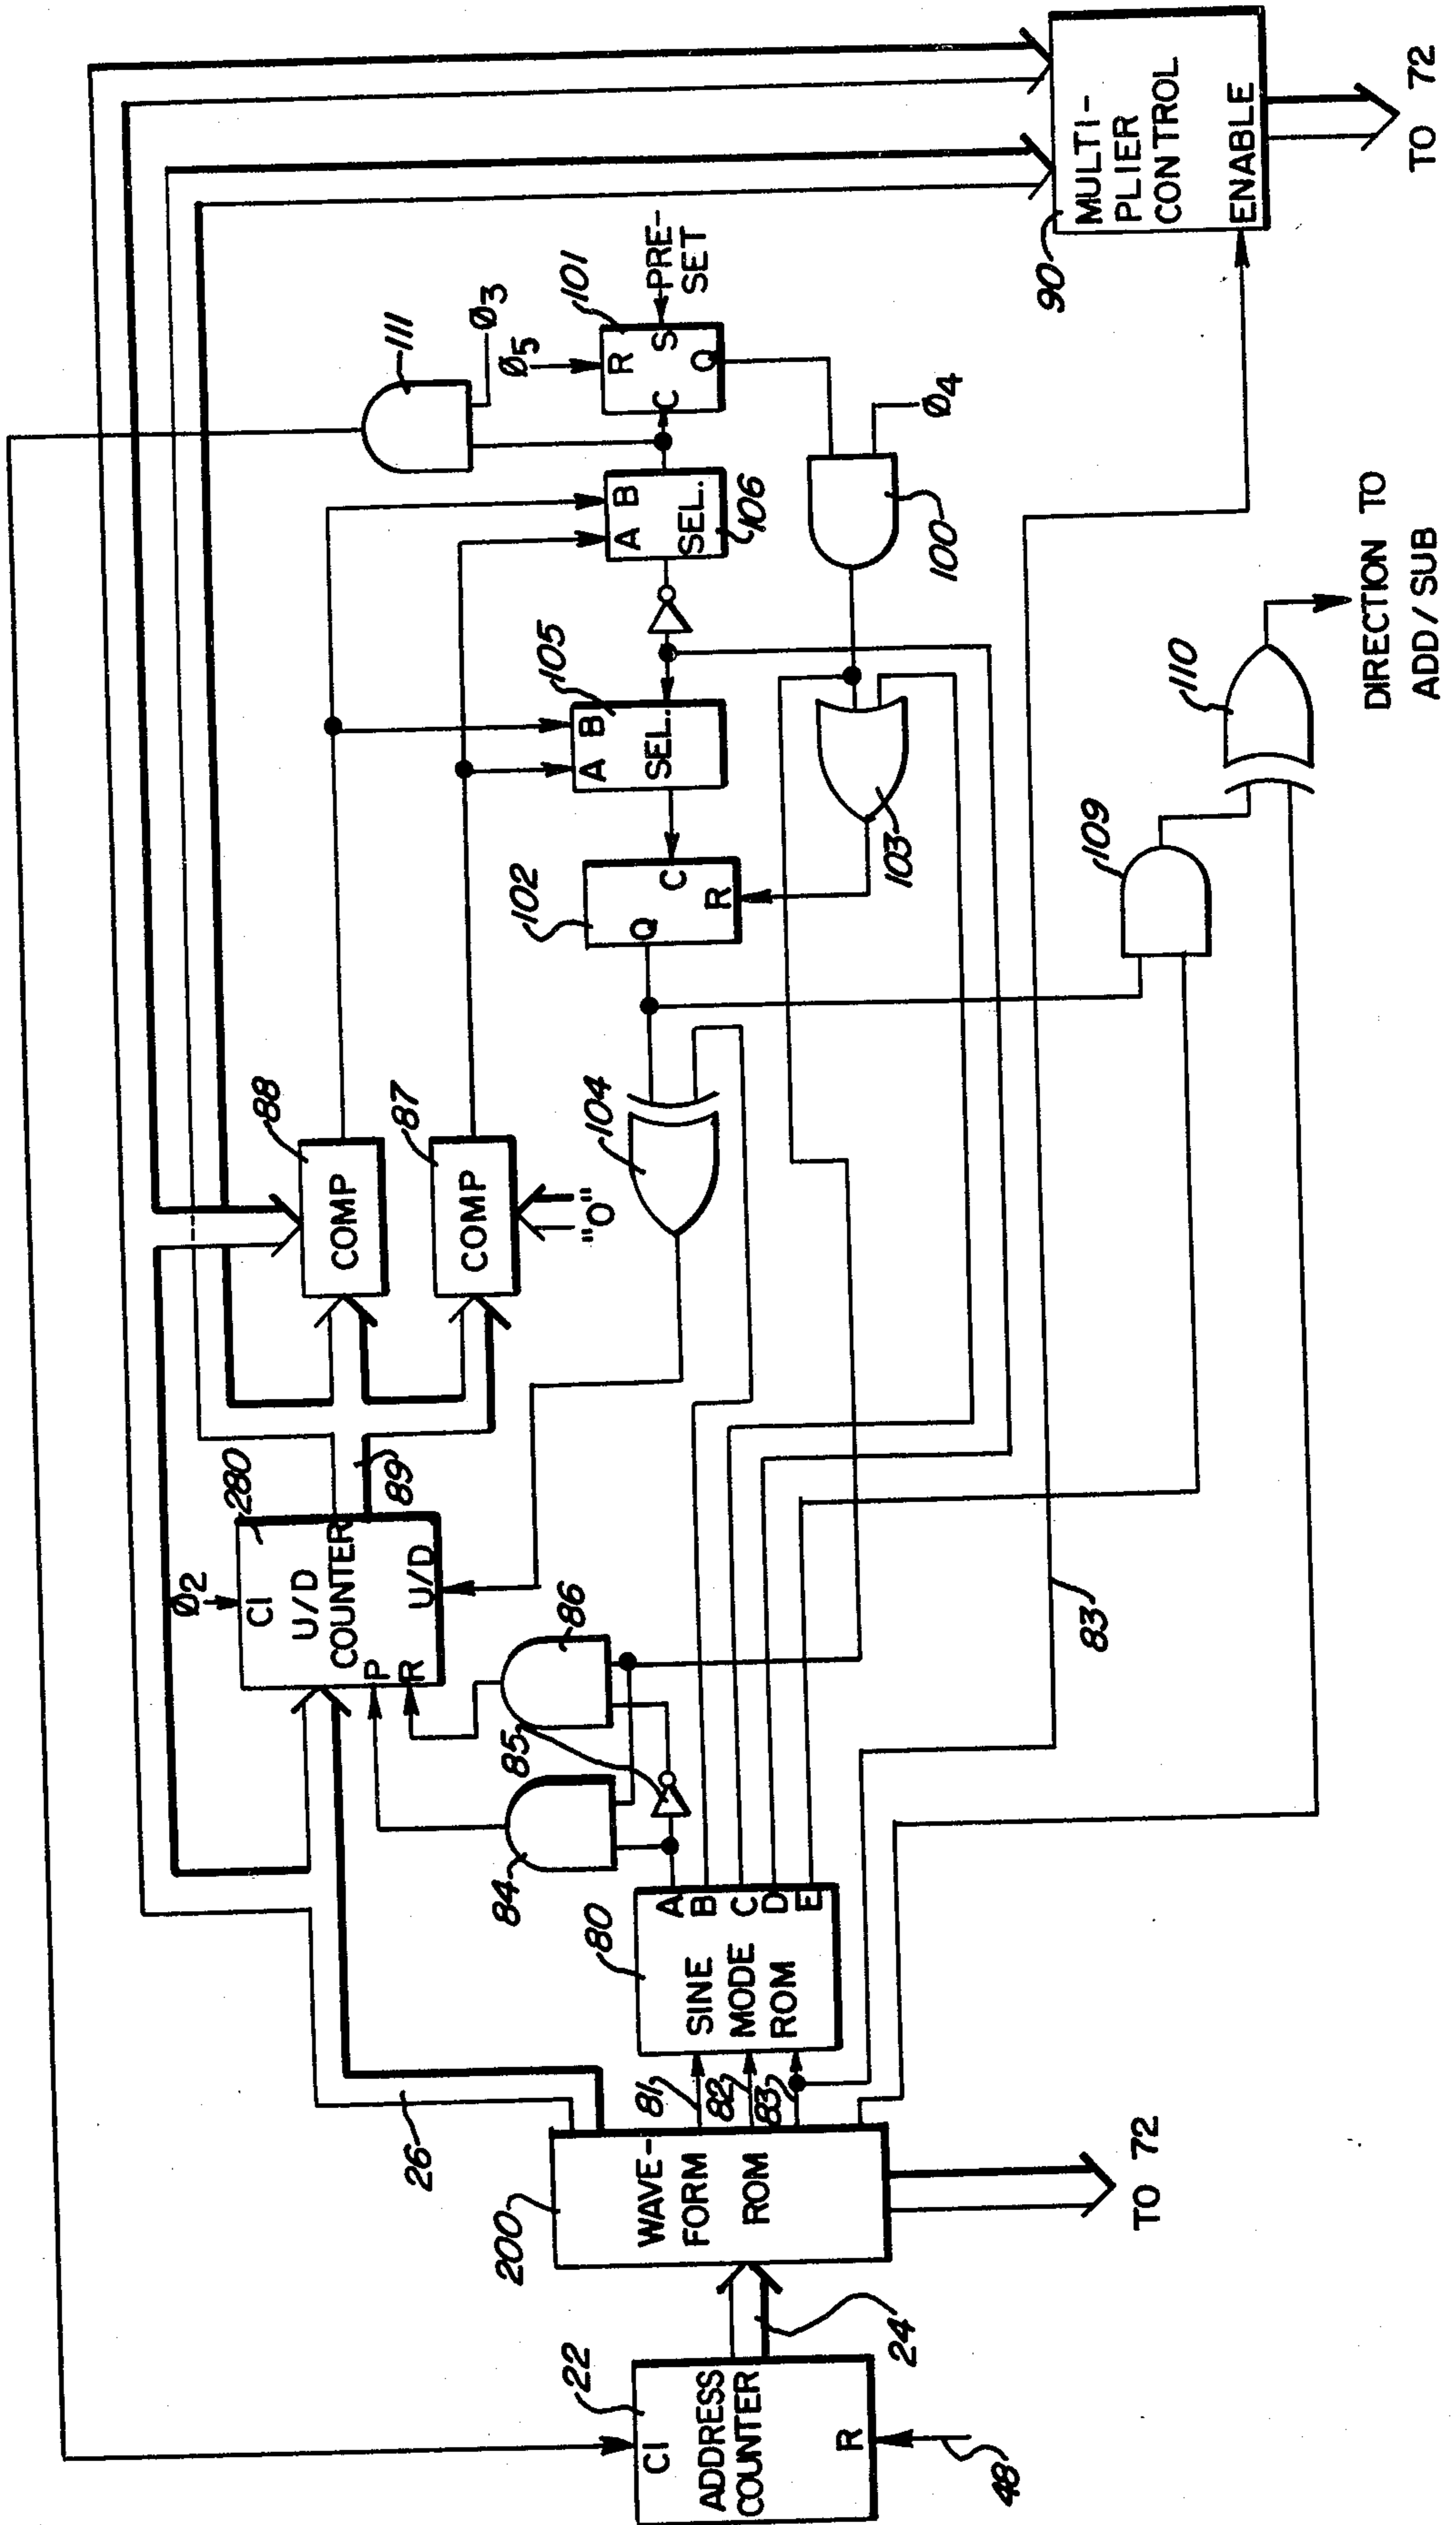 22
Cl
ADDRESS
COUNTER
R
48
24
200
WAVE-
FORM
ROM
TO 72
26
81
82
83
80
SINE
MODE
ROM
A
B
C
D
E
84
85
86
Ø2
280
Cl
U/D
COUNTER
P
R
U/D
89
88
COMP
87
COMP
"0"
104
102
Q
C
R
105
A
B
SEL.
106
A
B
SEL.
111
Ø3
Ø5
101
R
C
S
Q
PRE-
SET
Ø4
100
103
109
110
83
DIRECTION TO
ADD/SUB
90
MULTI-
PLIER
CONTROL
ENABLE
TO 72